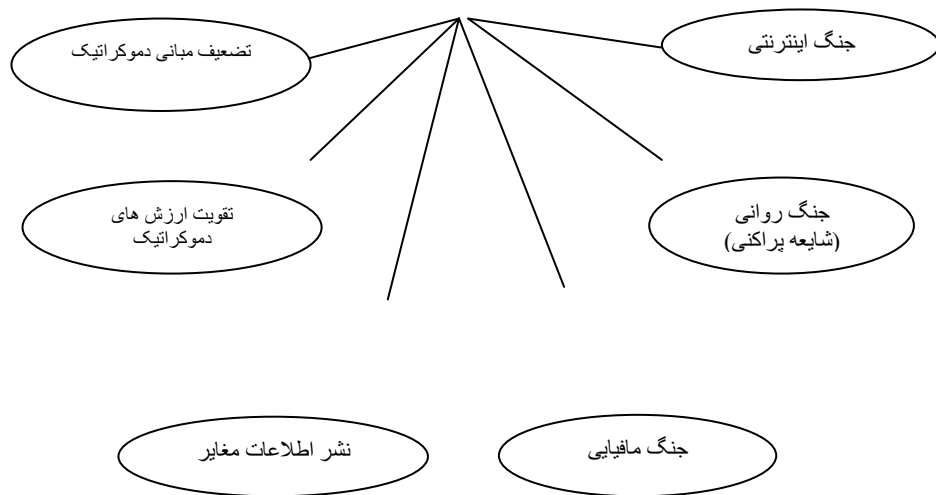 جنگ اینترنتی
تضعیف مبانی دموکراتیک
جنگ روانی
(شایعه پراکنی)
تقویت ارزش های
دموکراتیک
جنگ مافیایی
نشر اطلاعات مغایر